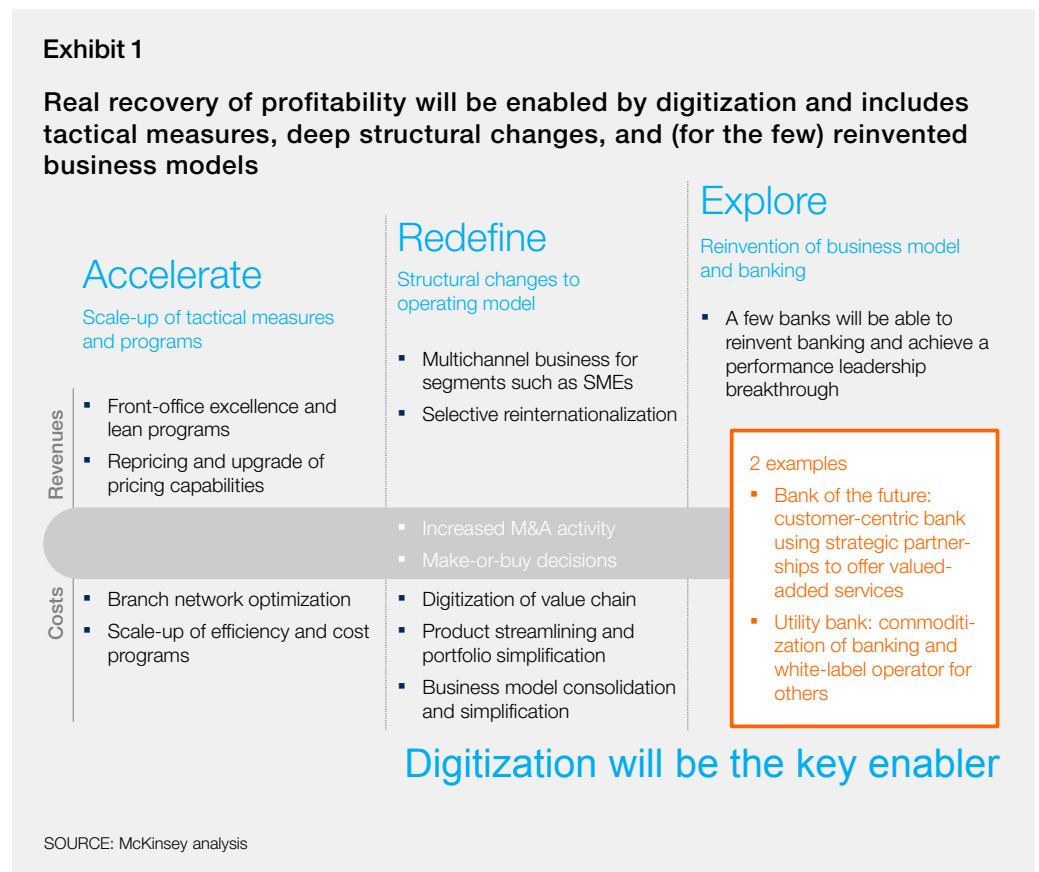 Exhibit 1
Real recovery of profitability will be enabled by digitization and includes
tactical measures, deep structural changes, and (for the few) reinvented
business models
Accelerate
Scale-up of tactical measures
and programs
Revenues
▪ Front-office excellence and
lean programs
▪ Repricing and upgrade of
pricing capabilities
Costs
▪ Branch network optimization
▪ Scale-up of efficiency and cost
programs
Redefine
Structural changes to
operating model
▪ Multichannel business for
segments such as SMEs
▪ Selective reinternationalization
▪ Increased M&A activity
▪ Make-or-buy decisions
▪ Digitization of value chain
▪ Product streamlining and
portfolio simplification
▪ Business model consolidation
and simplification
Explore
Reinvention of business model
and banking
▪ A few banks will be able to
reinvent banking and achieve a
performance leadership
breakthrough
2 examples
▪ Bank of the future:
customer-centric bank
using strategic partner-
ships to offer valued-
added services
▪ Utility bank: commoditi-
zation of banking and
white-label operator for
others
Digitization will be the key enabler
SOURCE: McKinsey analysis